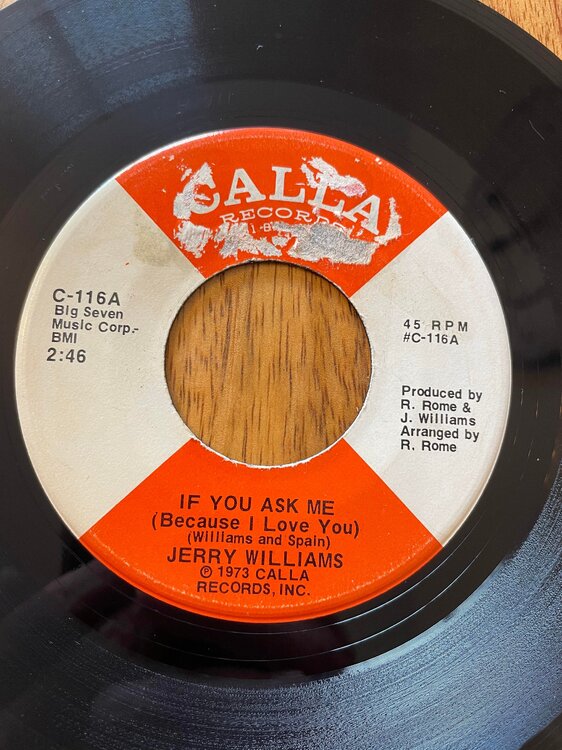 CALLA
RECORDS
C-116A
Big Seven
Music Corp.-
BMI
2:46
45 RPM
#C-116A
Produced by
R. Rome &
J. Williams
Arranged by
R. Rome
IF YOU ASK ME
(Because I Love You)
(Williams and Spain)
JERRY WILLIAMS
℗ 1973 CALLA
RECORDS, INC.